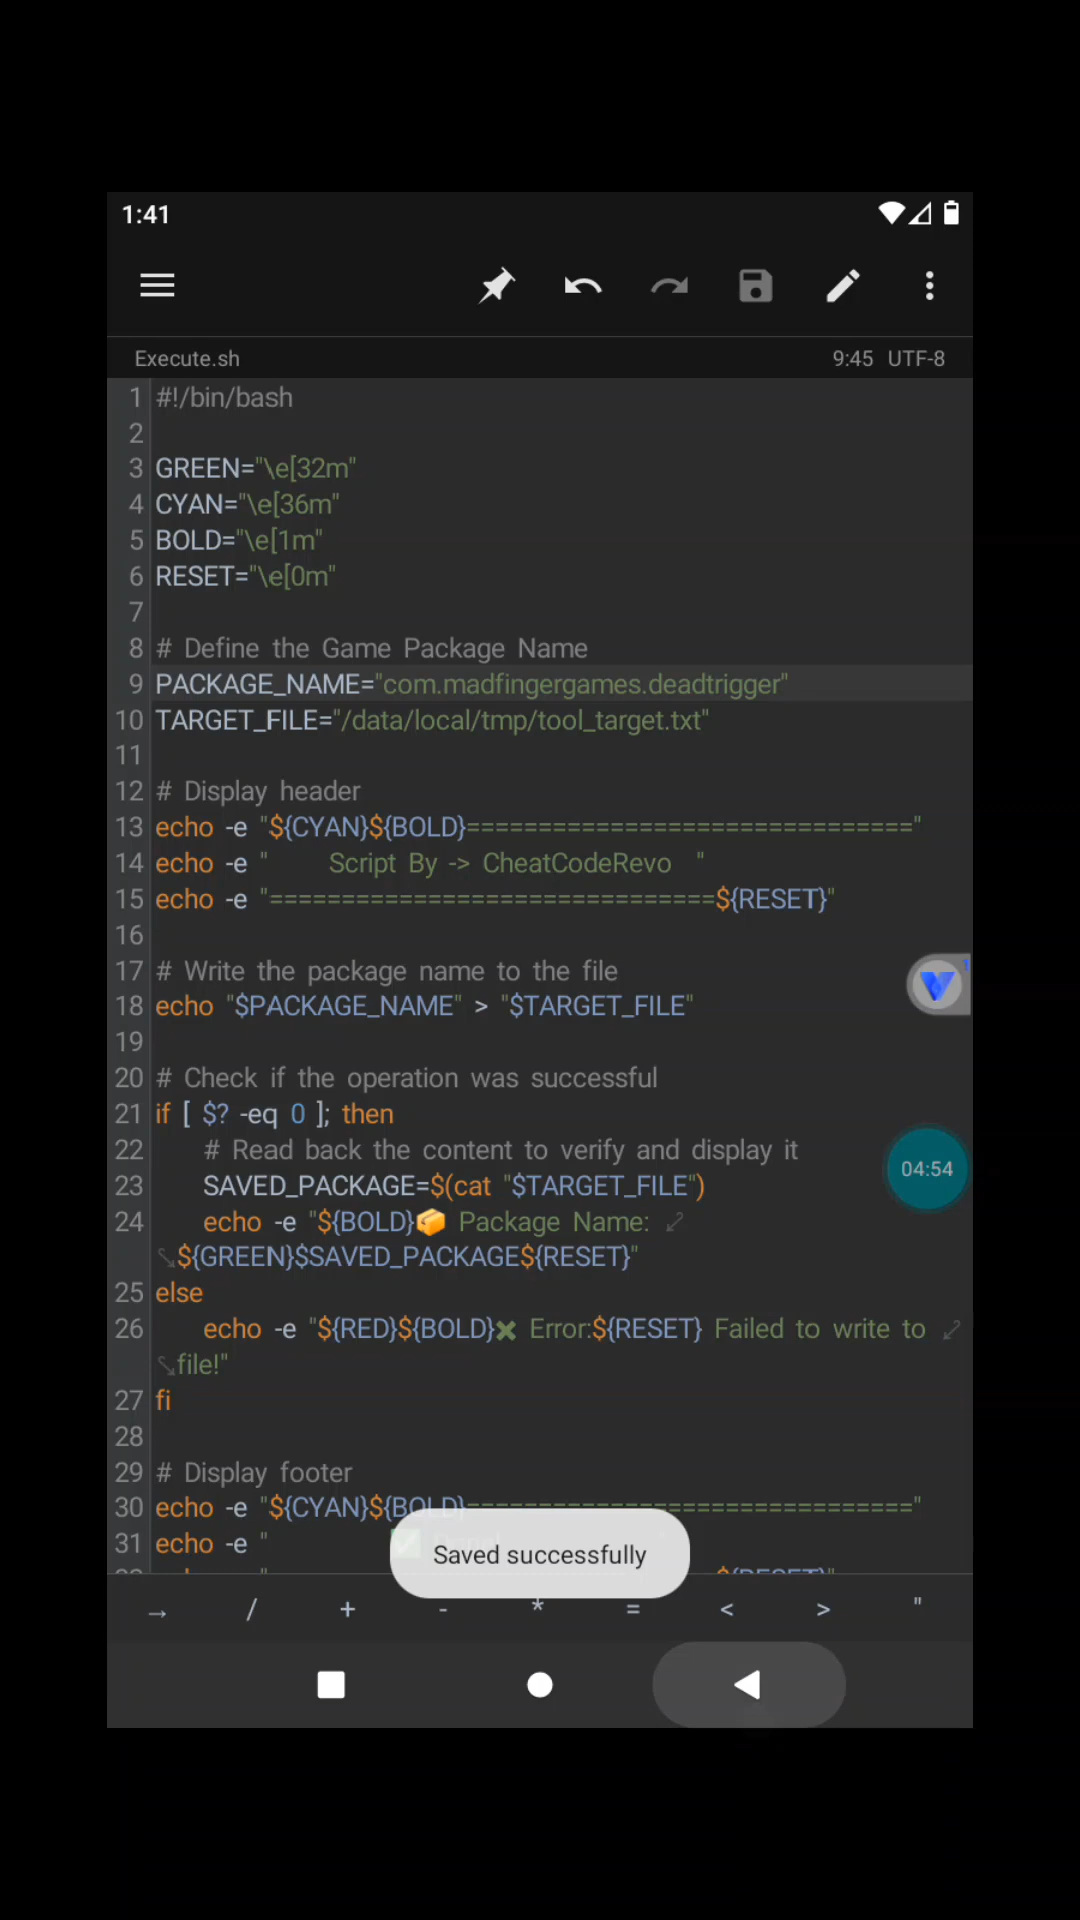 1:41
Execute.sh 9:45 UTF-8
1 #!/bin/bash
2
3 GREEN="\e[32m"
4 CYAN="\e[36m"
5 BOLD="\e[1m"
6 RESET="\e[0m"
7
8 # Define the Game Package Name
9 PACKAGE_NAME="com.madfingergames.deadtrigger"
10 TARGET_FILE="/data/local/tmp/tool_target.txt"
11
12 # Display header
13 echo -e "${CYAN}${BOLD}==============================="
14 echo -e "     Script By -> CheatCodeRevo  "
15 echo -e "===============================${RESET}"
16
17 # Write the package name to the file
18 echo "$PACKAGE_NAME" > "$TARGET_FILE"
19
20 # Check if the operation was successful
21 if [ $? -eq 0 ]; then
22 # Read back the content to verify and display it
23 SAVED_PACKAGE=$(cat "$TARGET_FILE")
24 echo -e "${BOLD}📦 Package Name:
${GREEN}$SAVED_PACKAGE${RESET}"
25 else
26 echo -e "${RED}${BOLD}✖ Error:${RESET} Failed to write to
file!"
27 fi
28
29 # Display footer
30 echo -e "${CYAN}${BOLD}==============================="
31 echo -e "
Saved successfully
→ / + - * = < > "
04:54